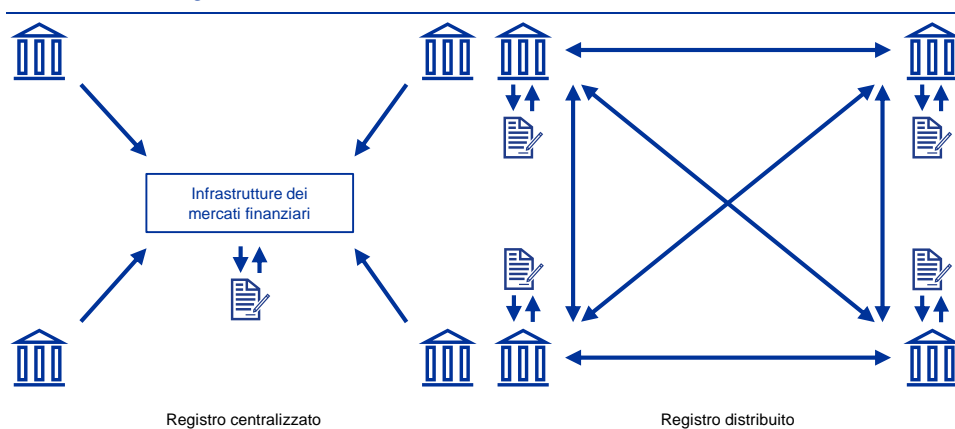 Infrastrutture dei
mercati finanziari
Registro centralizzato
Registro distribuito